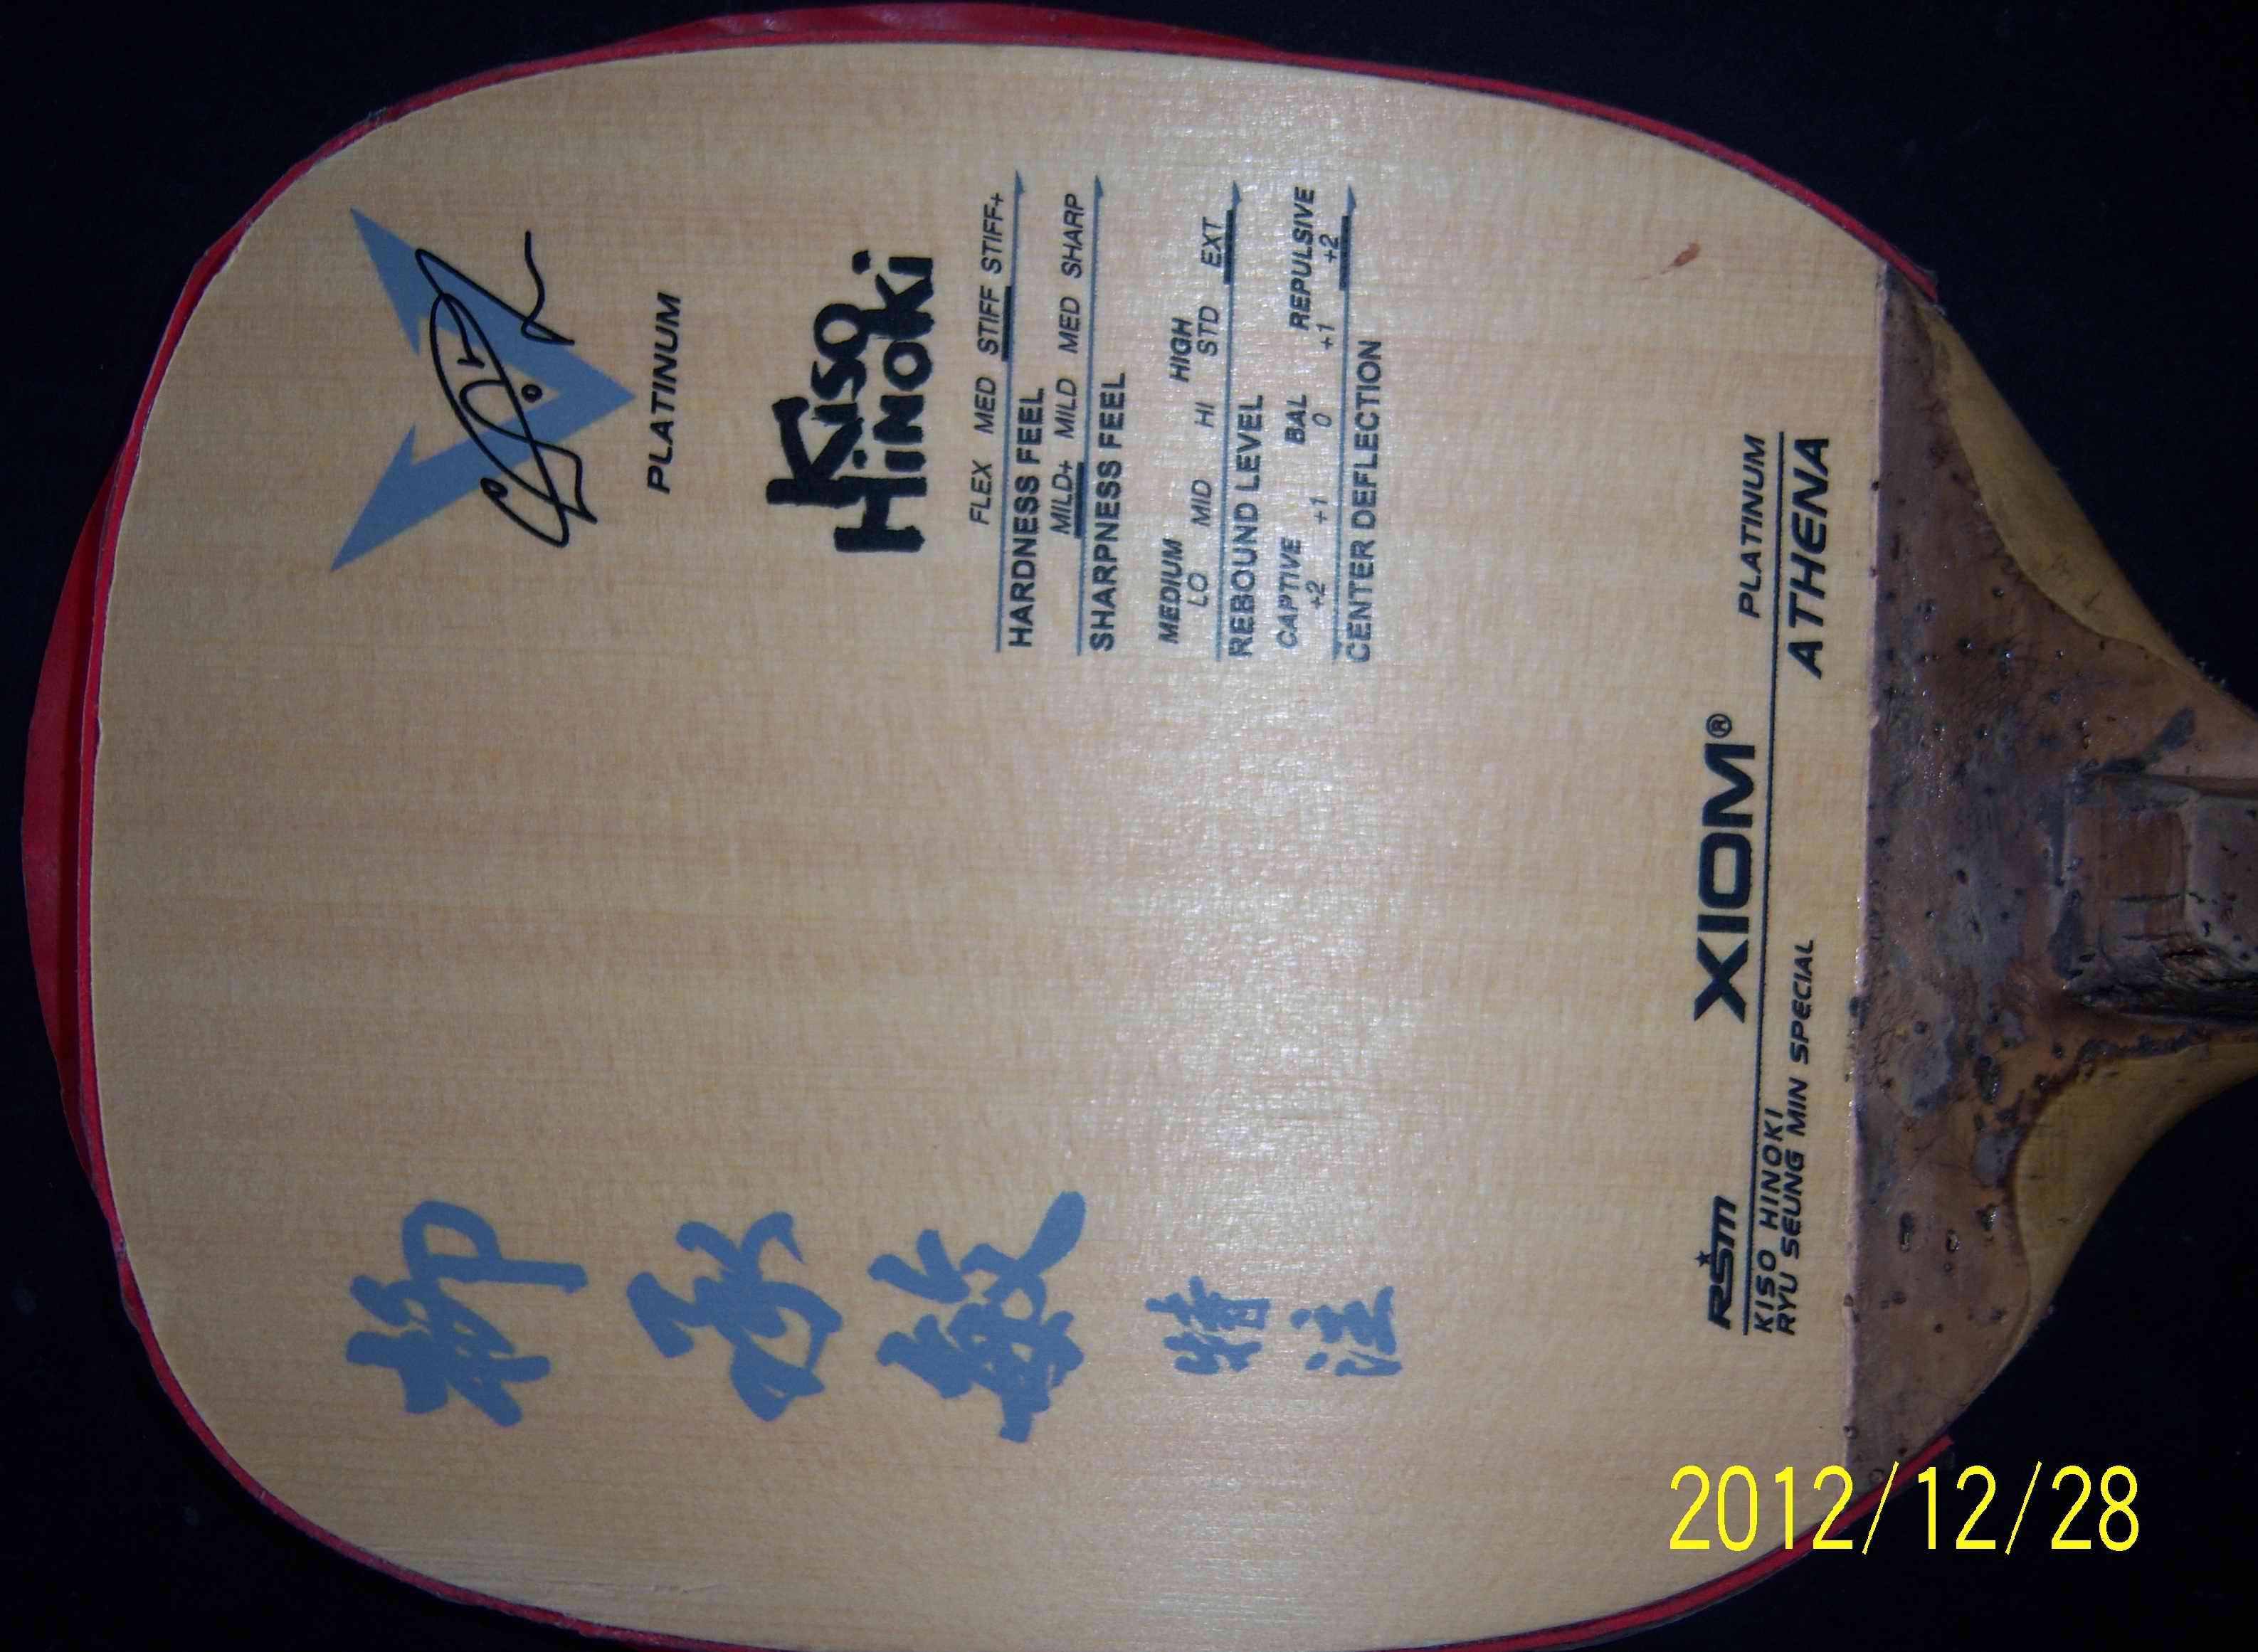 柳承敏
特注
PLATINUM
Kiso
Hinoki
FLEX MED STIFF STIFF+
HARDNESS FEEL
MILD+ MILD MED SHARP
SHARPNESS FEEL
MEDIUM HIGH
LO MID HI STD EXT
REBOUND LEVEL
CAPTIVE BAL REPULSIVE
+2 +1 0 +1 +2
CENTER DEFLECTION
RSM XIOM® PLATINUM
KISO HINOKI
RYU SEUNG MIN SPECIAL
ATHENA
2012/12/28